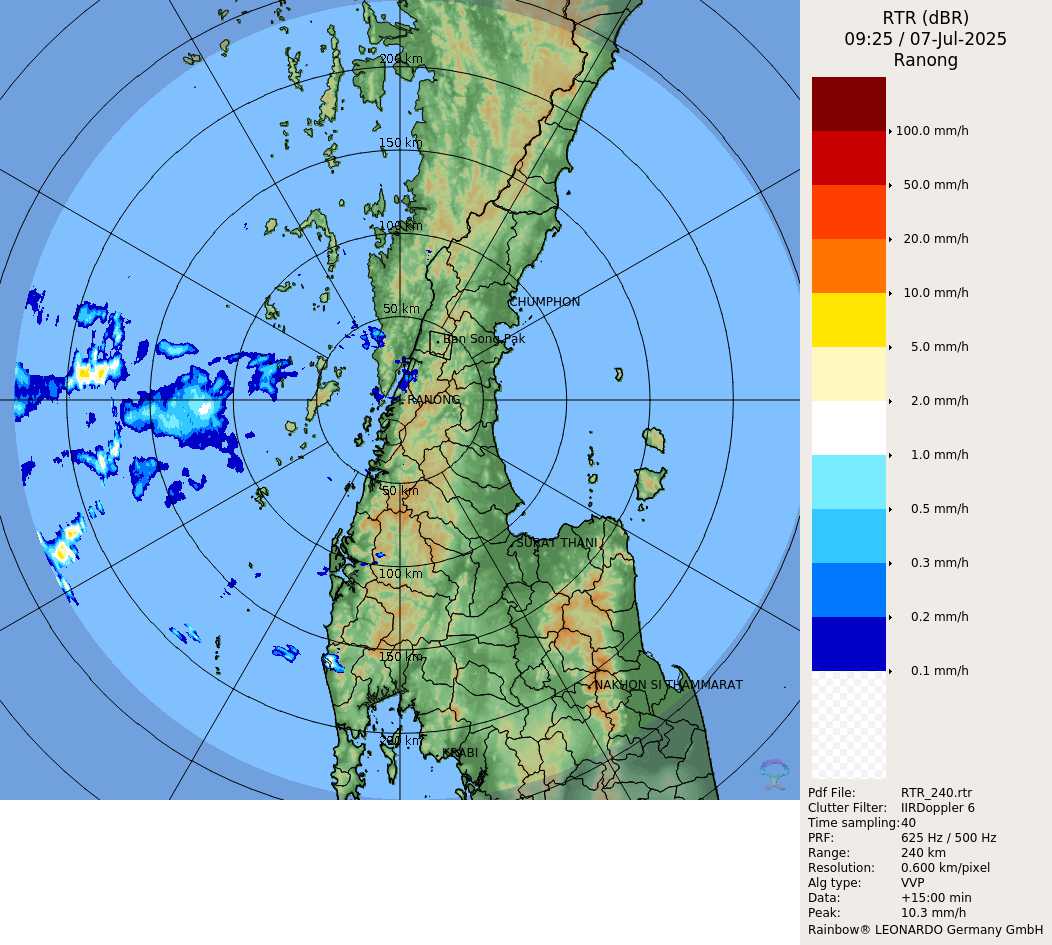 RTR (dBR)
09:25 / 07-Jul-2025
Ranong
200 km
150 km
100 km
50 km
CHUMPHON
Ban Song Pak
RANONG
50 km
SURAT THANI
100 km
150 km
NAKHON SI THAMMARAT
200 km
KRABI
100.0 mm/h
50.0 mm/h
20.0 mm/h
10.0 mm/h
5.0 mm/h
2.0 mm/h
1.0 mm/h
0.5 mm/h
0.3 mm/h
0.2 mm/h
0.1 mm/h
Pdf File: RTR_240.rtr
Clutter Filter: IIRDoppler 6
Time sampling:40
PRF: 625 Hz / 500 Hz
Range: 240 km
Resolution: 0.600 km/pixel
Alg type: VVP
Data: +15:00 min
Peak: 10.3 mm/h
Rainbow® LEONARDO Germany GmbH